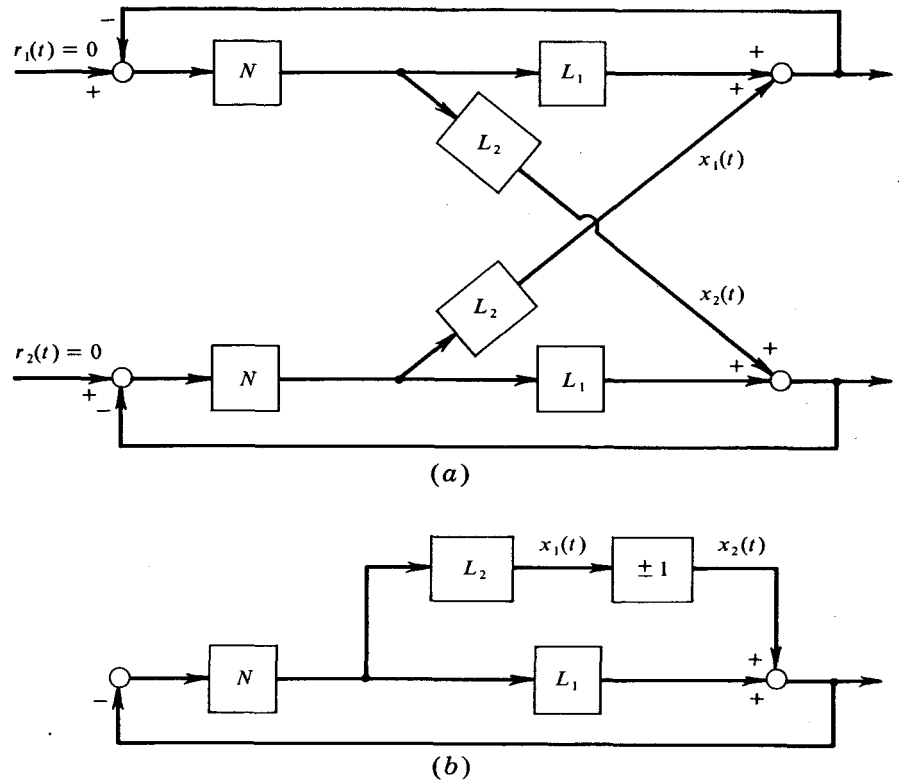 −
r₁(t) = 0
+
N
L₁
+
+
L₂
x₁(t)
L₂
x₂(t)
r₂(t) = 0
+
−
N
L₁
+
+
(a)
L₂
x₁(t)
± 1
x₂(t)
−
N
L₁
+
+
(b)